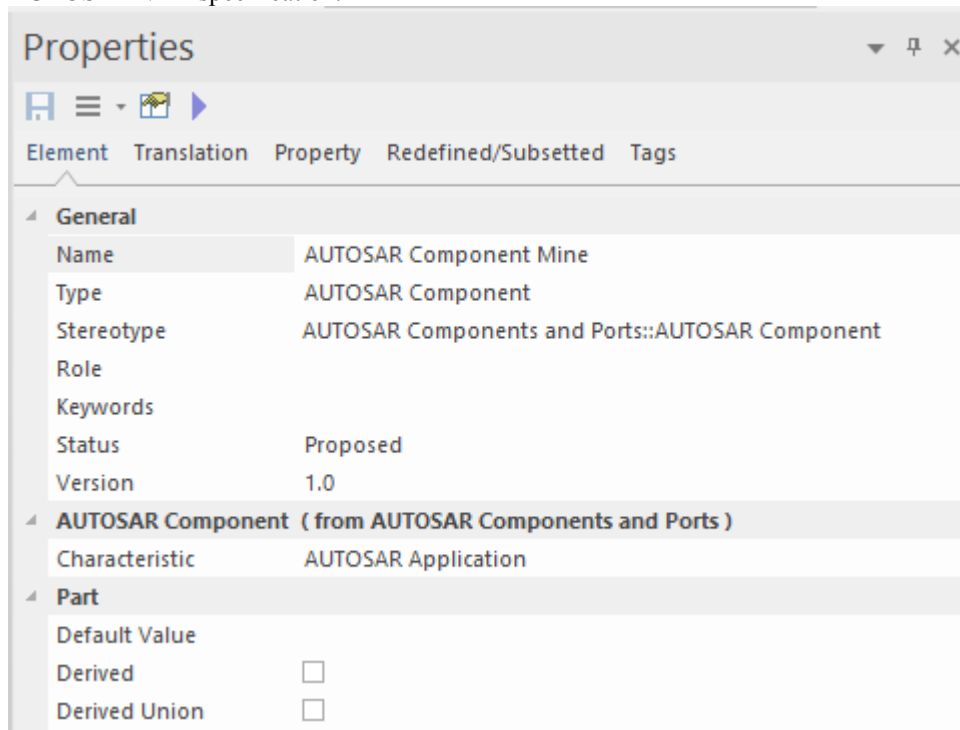 Properties
Element Translation Property Redefined/Subsetted Tags
General
Name AUTOSAR Component Mine
Type AUTOSAR Component
Stereotype AUTOSAR Components and Ports::AUTOSAR Component
Role
Keywords
Status Proposed
Version 1.0
AUTOSAR Component ( from AUTOSAR Components and Ports )
Characteristic AUTOSAR Application
Part
Default Value
Derived
Derived Union